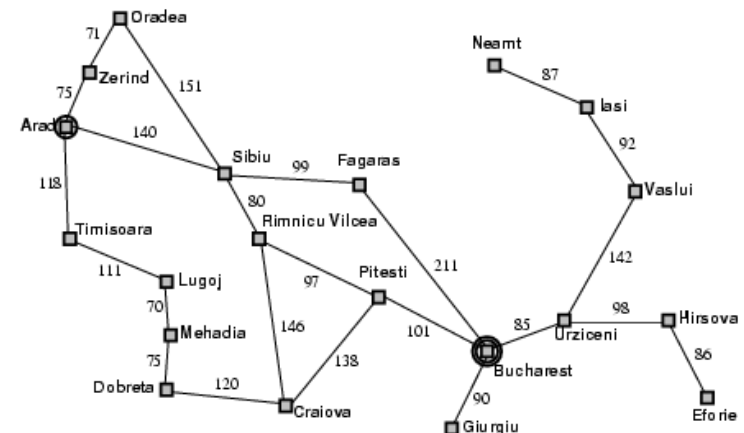 Oradea
71
Neamt
Zerind
87
75
151
Iasi
Arad
140
92
Sibiu
99
Fagaras
118
80
Vaslui
Timisoara
Rimnicu Vilcea
111
Lugoj
97
Pitesti
211
142
70
98
Hirsova
146
101
85
Mehadia
138
Urziceni
75
86
Bucharest
Dobreta
120
90
Craiova
Eforie
Giurgiu